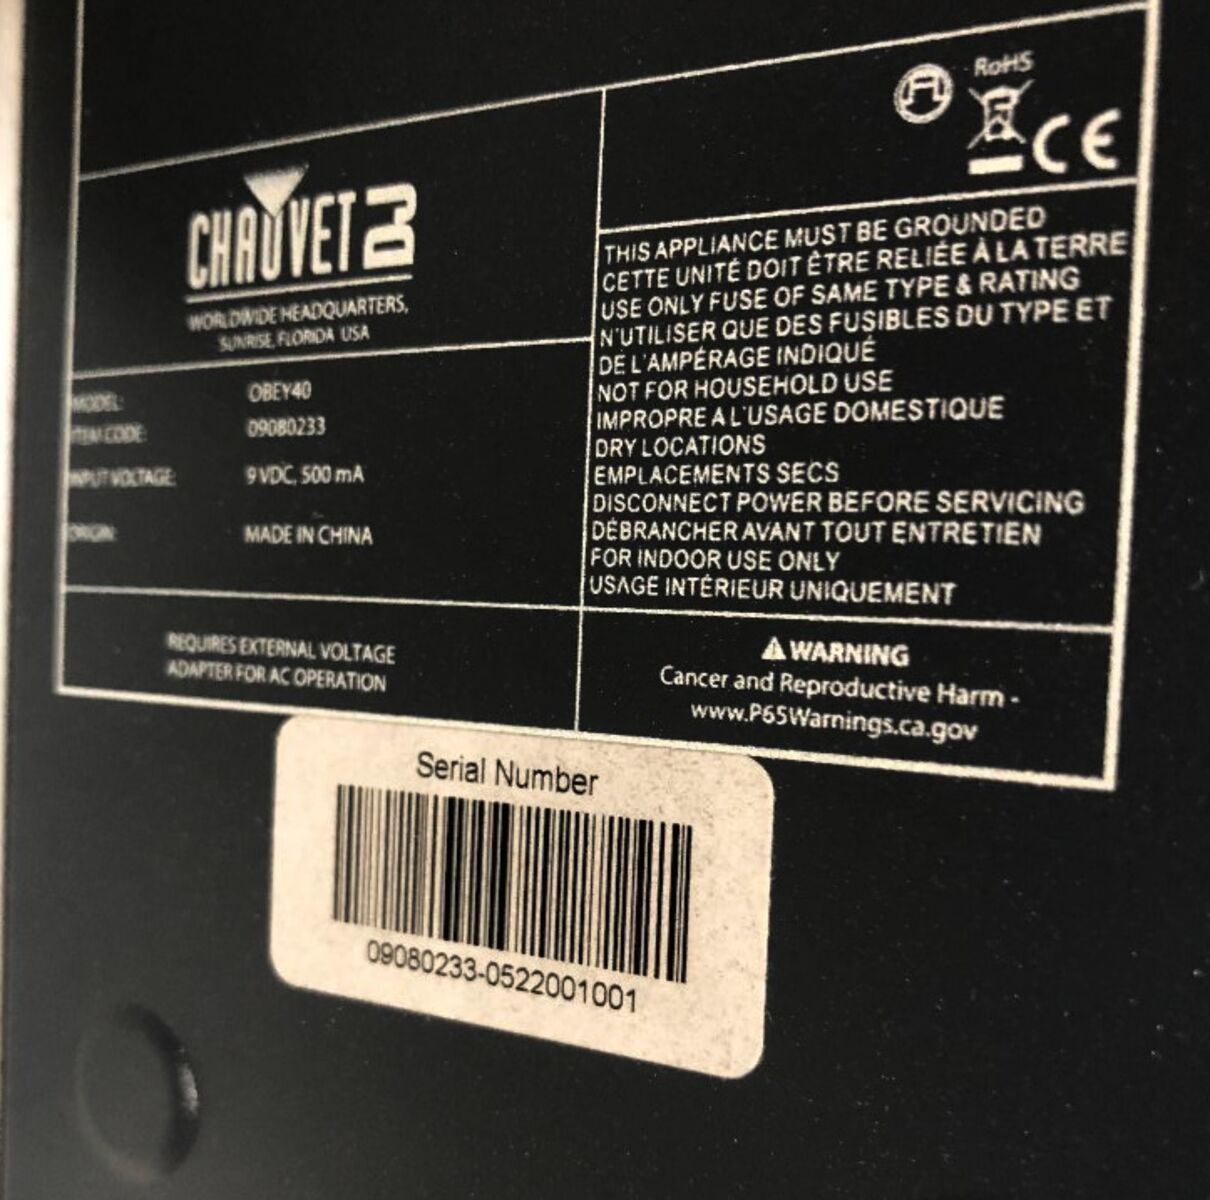 RoHS
CE
CHAUVET DJ
WORLDWIDE HEADQUARTERS,
SUNRISE, FLORIDA USA
MODEL: OBEY40
ITEM CODE: 09080233
INPUT VOLTAGE: 9 VDC, 500 mA
ORIGIN: MADE IN CHINA
REQUIRES EXTERNAL VOLTAGE
ADAPTER FOR AC OPERATION
THIS APPLIANCE MUST BE GROUNDED
CETTE UNITÉ DOIT ÊTRE RELIÉE À LA TERRE
USE ONLY FUSE OF SAME TYPE & RATING
N'UTILISER QUE DES FUSIBLES DU TYPE ET
DE L'AMPÉRAGE INDIQUÉ
NOT FOR HOUSEHOLD USE
IMPROPRE A L'USAGE DOMESTIQUE
DRY LOCATIONS
EMPLACEMENTS SECS
DISCONNECT POWER BEFORE SERVICING
DÉBRANCHER AVANT TOUT ENTRETIEN
FOR INDOOR USE ONLY
USAGE INTÉRIEUR UNIQUEMENT
WARNING
Cancer and Reproductive Harm -
www.P65Warnings.ca.gov
Serial Number
09080233-0522001001